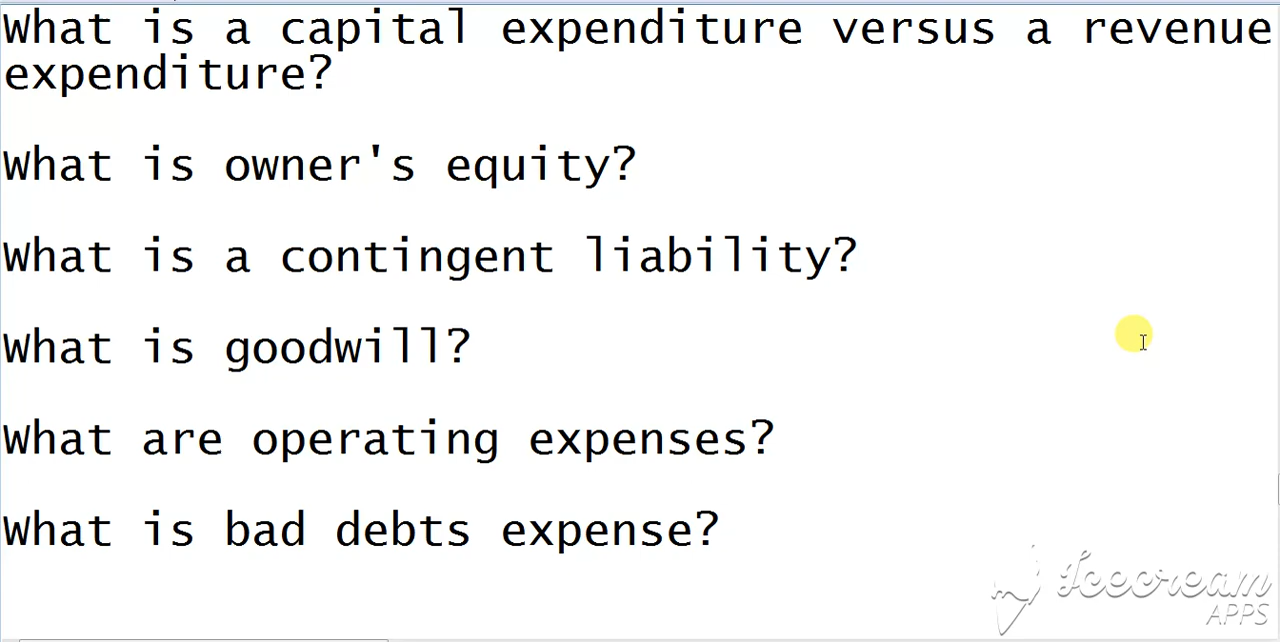 What is a capital expenditure versus a revenue
expenditure?
What is owner's equity?
What is a contingent liability?
What is goodwill?
What are operating expenses?
What is bad debts expense?
Icecream
APPS